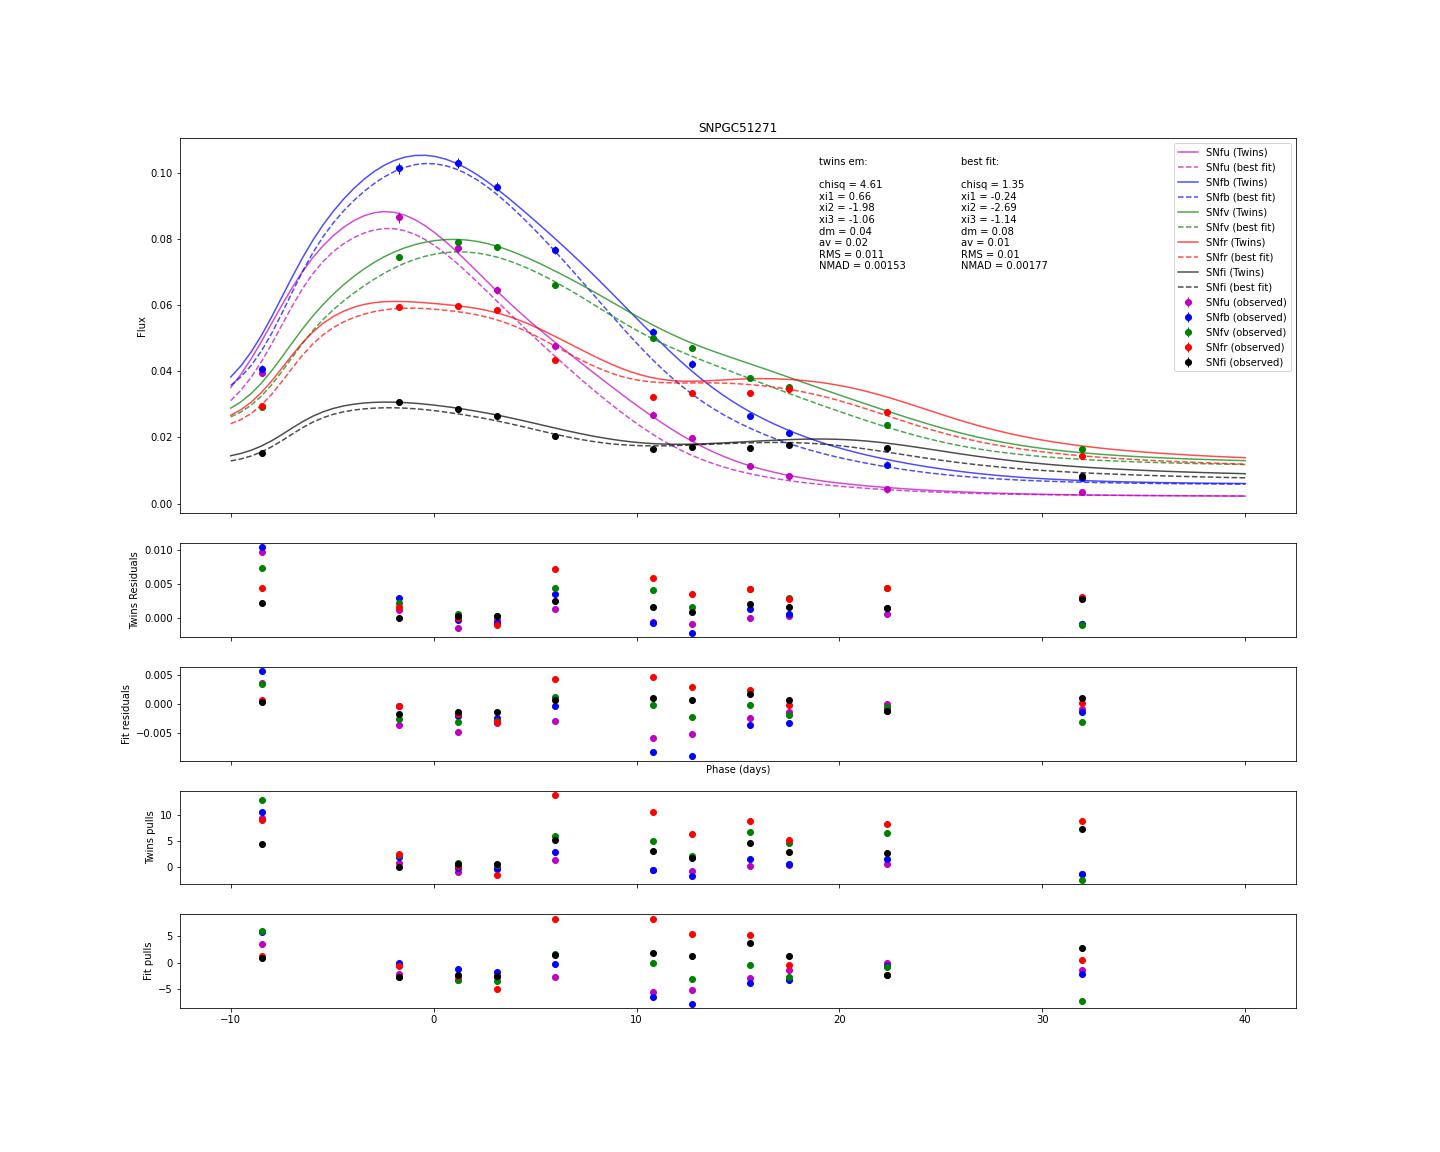 SNPGC51271
Flux
0.10
0.08
0.06
0.04
0.02
0.00
twins em:
chisq = 4.61
xi1 = 0.66
xi2 = -1.98
xi3 = -1.06
dm = 0.04
av = 0.02
RMS = 0.011
NMAD = 0.00153
best fit:
chisq = 1.35
xi1 = -0.24
xi2 = -2.69
xi3 = -1.14
dm = 0.08
av = 0.01
RMS = 0.01
NMAD = 0.00177
SNfu (Twins)
SNfu (best fit)
SNfb (Twins)
SNfb (best fit)
SNfv (Twins)
SNfv (best fit)
SNfr (Twins)
SNfr (best fit)
SNfi (Twins)
SNfi (best fit)
SNfu (observed)
SNfb (observed)
SNfv (observed)
SNfr (observed)
SNfi (observed)
Twins Residuals
0.010
0.005
0.000
Fit residuals
0.005
0.000
−0.005
Phase (days)
Twins pulls
10
5
0
Fit pulls
5
0
−5
−10
0
10
20
30
40